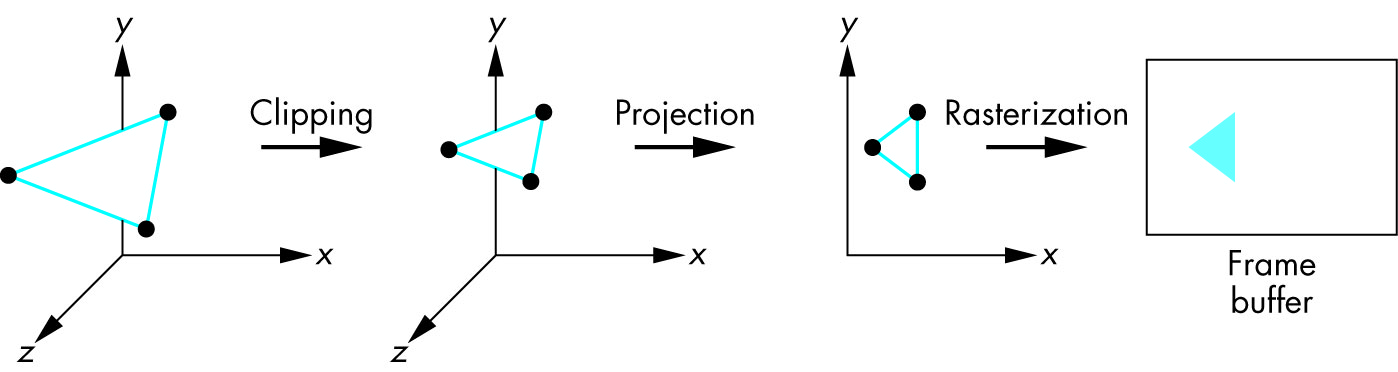 y
Clipping
x
z
y
Projection
x
z
y
Rasterization
x
Frame
buffer